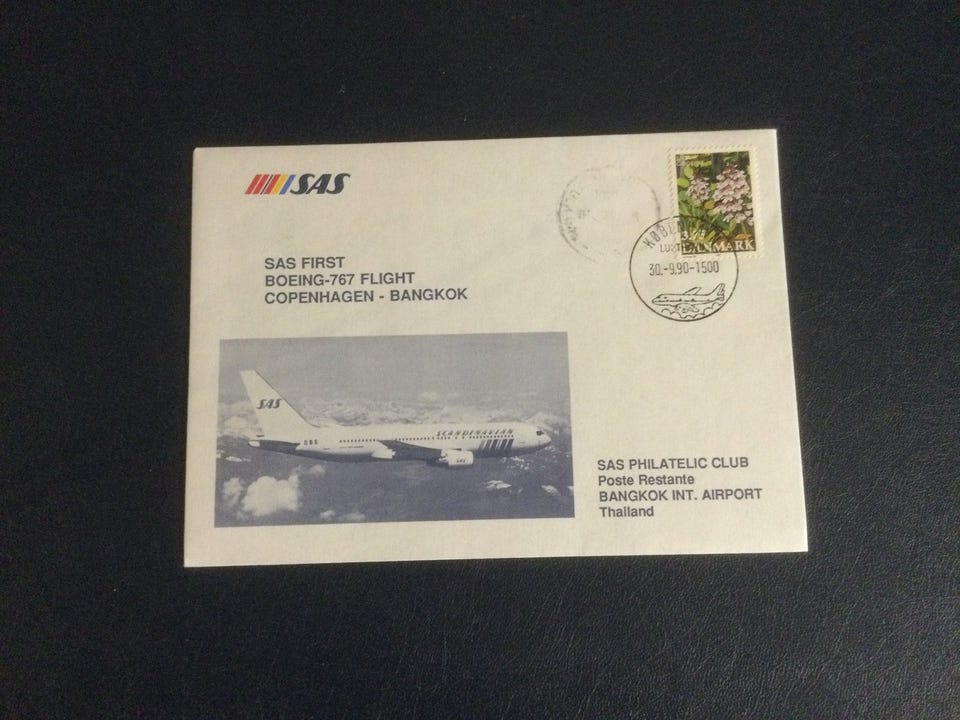 SAS
SAS FIRST
BOEING-767 FLIGHT
COPENHAGEN - BANGKOK
DANMARK
30.-9.90-1500
SAS
SCANDINAVIAN
SAS PHILATELIC CLUB
Poste Restante
BANGKOK INT. AIRPORT
Thailand